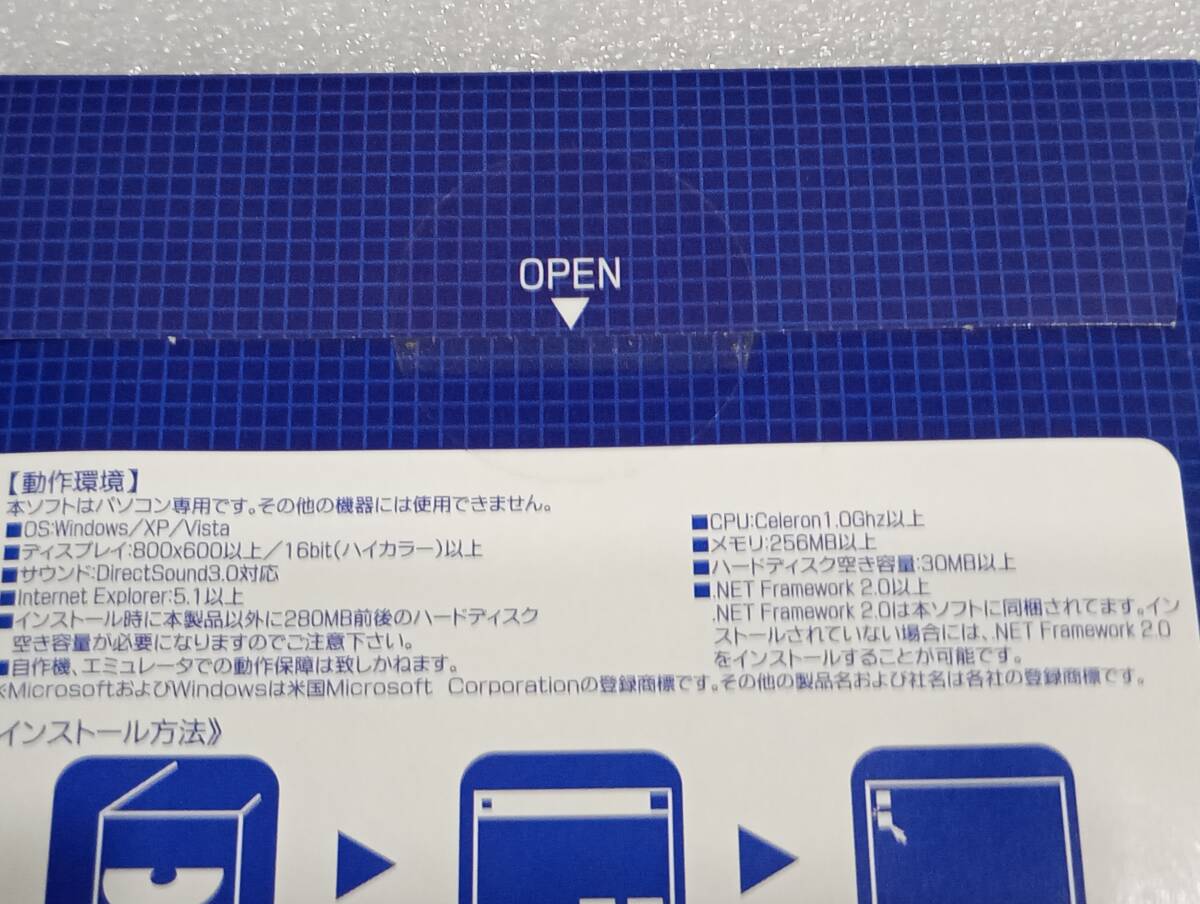 OPEN
【動作環境】
本ソフトはパソコン専用です。その他の機器には使用できません。
■OS:Windows/XP/Vista
■ディスプレイ:800x600以上/16bit(ハイカラー)以上
■サウンド:DirectSound3.0対応
■Internet Explorer:5.1以上
■インストール時に本製品以外に280MB前後のハードディスク
空き容量が必要になりますのでご注意下さい。
■自作機、エミュレータでの動作保障は致しかねます。
■CPU:Celeron1.0Ghz以上
■メモリ:256MB以上
■ハードディスク空き容量:30MB以上
■.NET Framework 2.0以上
.NET Framework 2.0は本ソフトに同梱されてます。イン
ストールされていない場合には、.NET Framework 2.0
をインストールすることが可能です。
※MicrosoftおよびWindowsは米国Microsoft Corporationの登録商標です。その他の製品名および社名は各社の登録商標です。
インストール方法》